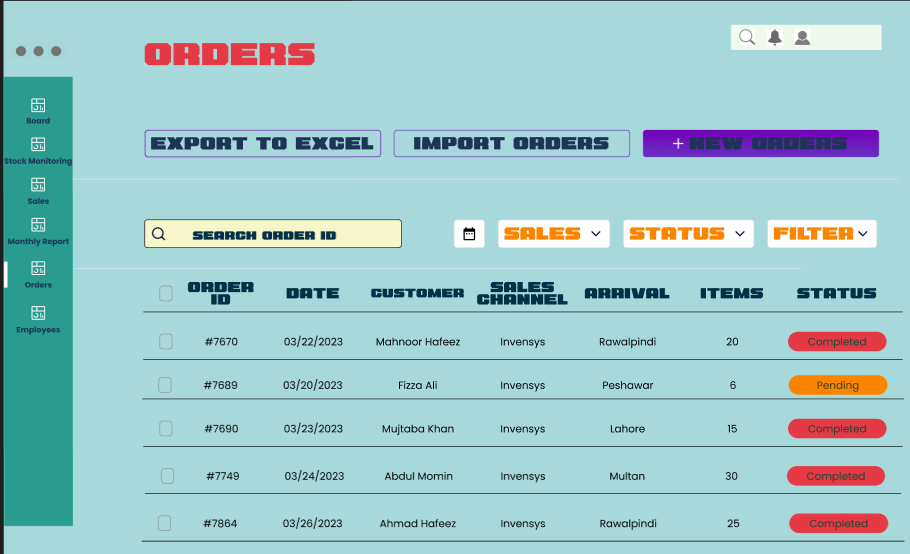 ORDERS
Board
Stock Monitoring
Sales
Monthly Report
Orders
Employees
EXPORT TO EXCEL
IMPORT ORDERS
+ NEW ORDERS
SEARCH ORDER ID
SALES
STATUS
FILTER
ORDER ID DATE CUSTOMER SALES CHANNEL ARRIVAL ITEMS STATUS
#7670 03/22/2023 Mahnoor Hafeez Invensys Rawalpindi 20 Completed
#7689 03/20/2023 Fizza Ali Invensys Peshawar 6 Pending
#7690 03/23/2023 Mujtaba Khan Invensys Lahore 15 Completed
#7749 03/24/2023 Abdul Momin Invensys Multan 30 Completed
#7864 03/26/2023 Ahmad Hafeez Invensys Rawalpindi 25 Completed